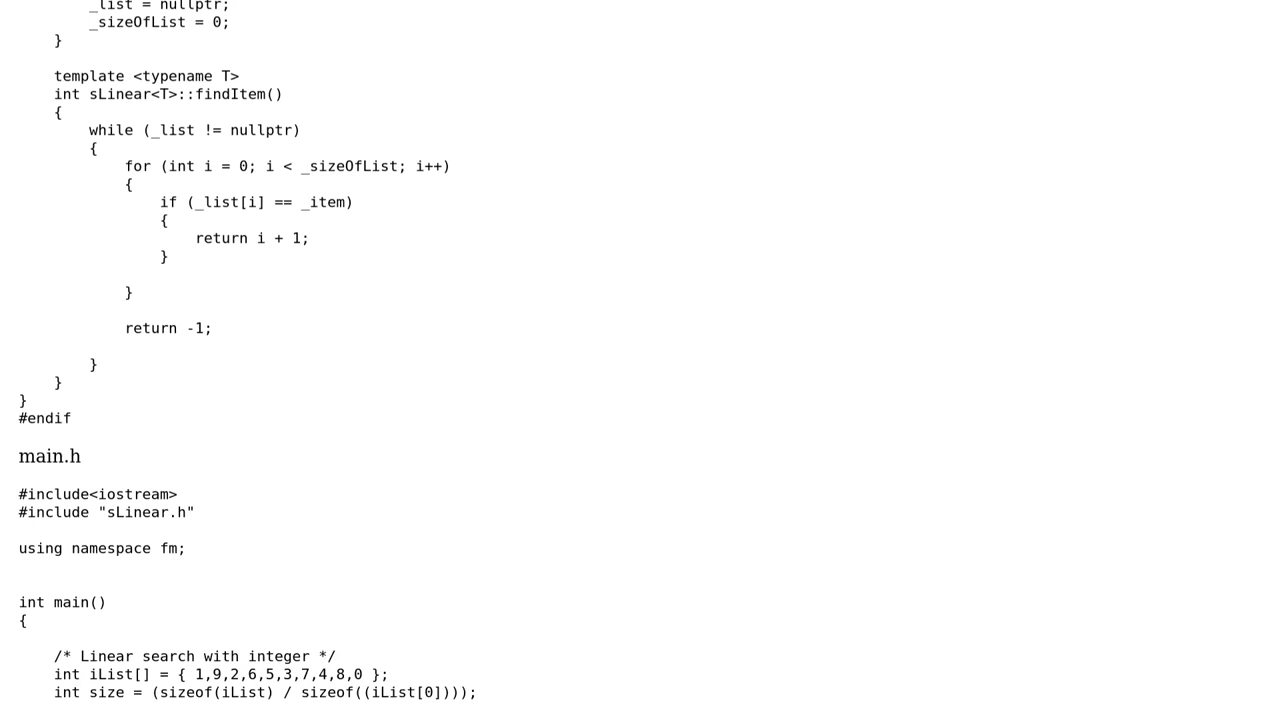 _list = nullptr;
_sizeOfList = 0;
}
template <typename T>
int sLinear<T>::findItem()
{
while (_list != nullptr)
{
for (int i = 0; i < _sizeOfList; i++)
{
if (_list[i] == _item)
{
return i + 1;
}
}
return -1;
}
}
}
#endif
main.h
#include<iostream>
#include "sLinear.h"
using namespace fm;
int main()
{
/* Linear search with integer */
int iList[] = { 1,9,2,6,5,3,7,4,8,0 };
int size = (sizeof(iList) / sizeof((iList[0])));